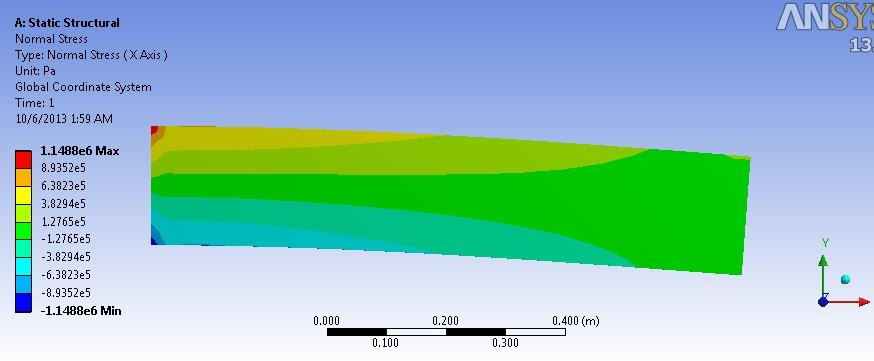 A: Static Structural
Normal Stress
Type: Normal Stress ( X Axis )
Unit: Pa
Global Coordinate System
Time: 1
10/6/2013 1:59 AM
1.1488e6 Max
8.9352e5
6.3823e5
3.8294e5
1.2765e5
-1.2765e5
-3.8294e5
-6.3823e5
-8.9352e5
-1.1488e6 Min
ANSYS
13.
Y
0.000 0.200 0.400 (m)
0.100 0.300